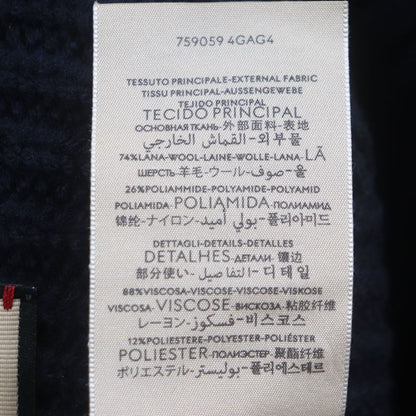 759059 4GAG4
TESSUTO PRINCIPALE-EXTERNAL FABRIC
TISSU PRINCIPAL-AUSSENGEWEBE
TEJIDO PRINCIPAL
TECIDO PRINCIPAL
ОСНОВНАЯ ТКАНЬ-外部面料-表地
القماش الخارجي-외부물
74%LANA-WOOL-LAINE-WOLLE-LANA-LÃ
ШЕРСТЬ-羊毛-ウール-صوف-울
26%POLIAMMIDE-POLYAMIDE-POLYAMID
POLIAMIDA POLIAMIDA-ПОЛИАМИД
锦纶-ナイロン-بولي أميد-폴리아미드
DETTAGLI-DETAILS-DETALLES
DETALHES-ДЕТАЛИ-镶边
部分使い-التفاصيل-디테일
88%VISCOSA-VISCOSE-VISCOSE-VISKOSE
VISCOSA-VISCOSE-ВИСКОЗА-粘胶纤维
レーヨン-فسكوز-비스코스
12%POLIESTERE-POLYESTER-POLIÉSTER
POLIESTER-ПОЛИЭСТЕР-聚酯纤维
ポリエステル-بوليستر-폴리에스테르